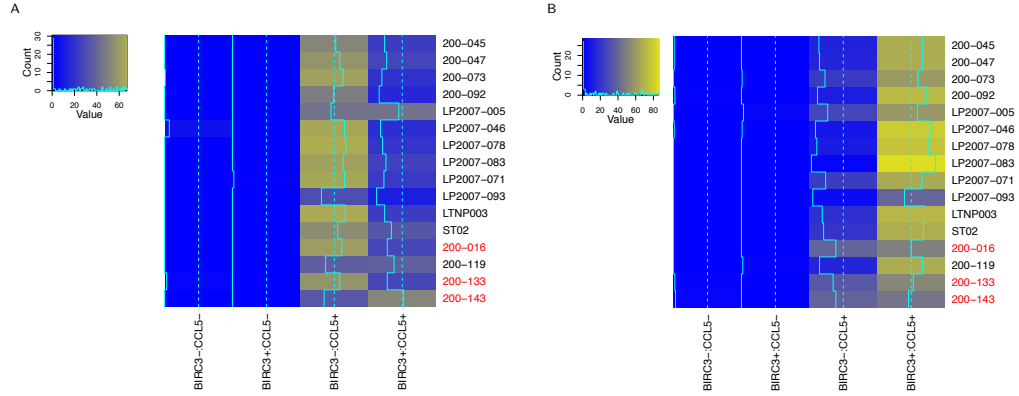 A
B
Count
0 10 20 30
0 20 40 60
Value
200−045
200−047
200−073
200−092
LP2007−005
LP2007−046
LP2007−078
LP2007−083
LP2007−071
LP2007−093
LTNP003
ST02
200−016
200−119
200−133
200−143
BIRC3−:CCL5−
BIRC3+:CCL5−
BIRC3−:CCL5+
BIRC3+:CCL5+
Count
0 10 20
0 20 40 60 80
Value
200−045
200−047
200−073
200−092
LP2007−005
LP2007−046
LP2007−078
LP2007−083
LP2007−071
LP2007−093
LTNP003
ST02
200−016
200−119
200−133
200−143
BIRC3−:CCL5−
BIRC3+:CCL5−
BIRC3−:CCL5+
BIRC3+:CCL5+